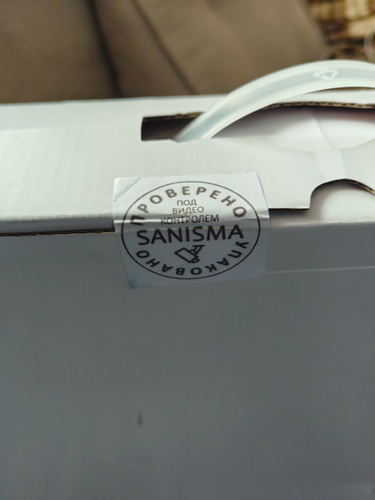 ПРОВЕРЕНО
ПОД
ВИДЕО
КОНТРОЛЕМ
SANISMA
УПАКОВАНО